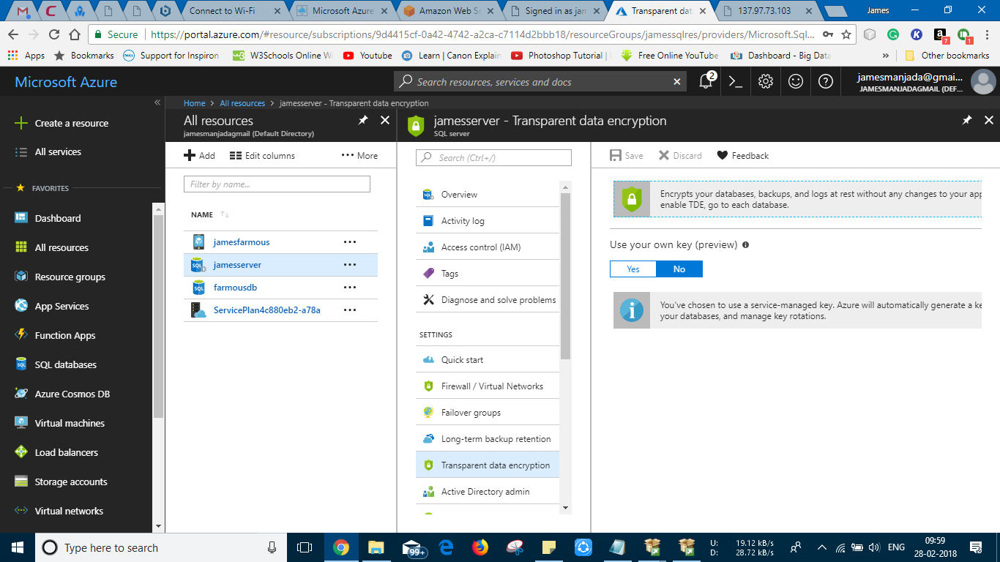 Connect to Wi-Fi
Microsoft Azure
Amazon Web Se
Signed in as jam
Transparent data
137.97.73.103
James
Secure
https://portal.azure.com/#resource/subscriptions/9d4415cf-0a42-4742-a2ca-c7114d2bbb18/resourceGroups/jamessqlres/providers/Microsoft.Sql...
7
1
Apps
Bookmarks
Support for Inspiron
W3Schools Online W
Youtube
Learn | Canon Explain
Photoshop Tutorial |
Free Online YouTube
Dashboard - Big Data
»
Other bookmarks
Microsoft Azure
Search resources, services and docs
2
jamesmanjada@gmai...
JAMESMANJADAGMAIL (DEF...
Home > All resources > jamesserver - Transparent data encryption
Create a resource
All services
FAVORITES
Dashboard
All resources
Resource groups
App Services
Function Apps
SQL databases
Azure Cosmos DB
Virtual machines
Load balancers
Storage accounts
Virtual networks
All resources
jamesmanjadagmail (Default Directory)
Add
Edit columns
More
Filter by name...
NAME
jamesfarmous
jamesserver
farmousdb
ServicePlan4c880eb2-a78a
jamesserver - Transparent data encryption
SQL server
Search (Ctrl+/)
Overview
Activity log
Access control (IAM)
Tags
Diagnose and solve problems
SETTINGS
Quick start
Firewall / Virtual Networks
Failover groups
Long-term backup retention
Transparent data encryption
Active Directory admin
Save
Discard
Feedback
Encrypts your databases, backups, and logs at rest without any changes to your app
enable TDE, go to each database.
Use your own key (preview)
Yes
No
You've chosen to use a service-managed key. Azure will automatically generate a ke
your databases, and manage key rotations.
Type here to search
99+
U: 19.12 kB/s
D: 28.72 kB/s
ENG
09:59
28-02-2018